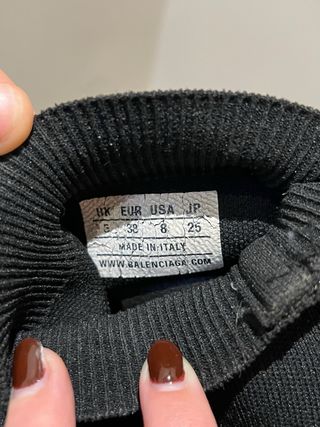 UK EUR USA JP
5 38 8 25
MADE IN ITALY
WWW.BALENCIAGA.COM